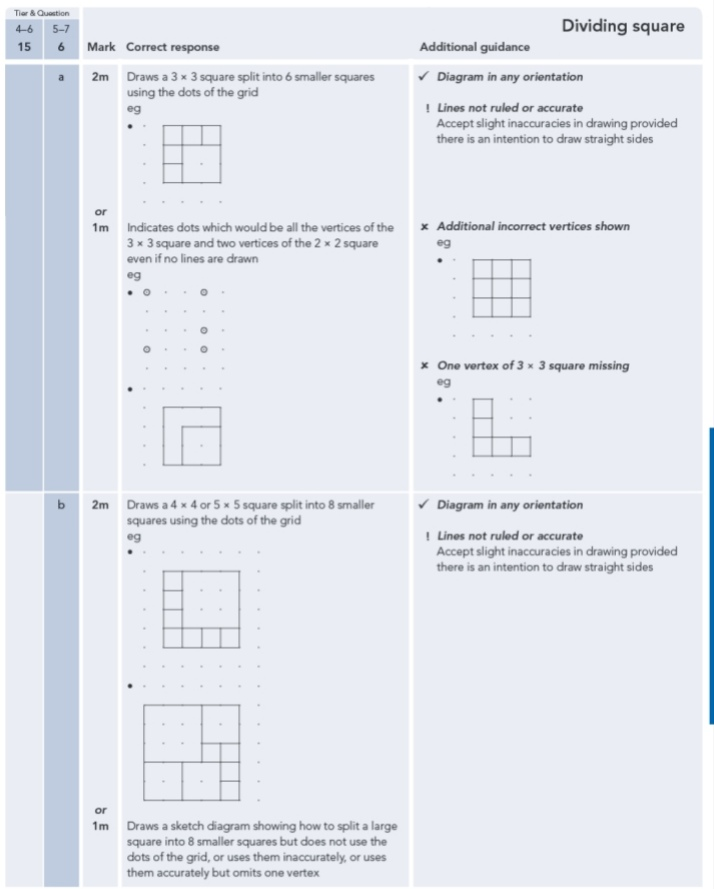 Tier & Question
4–6 5–7
15 6
Dividing square
Mark Correct response
Additional guidance
a
2m
Draws a 3 × 3 square split into 6 smaller squares
using the dots of the grid
eg
✓ Diagram in any orientation
! Lines not ruled or accurate
Accept slight inaccuracies in drawing provided
there is an intention to draw straight sides
or
1m
Indicates dots which would be all the vertices of the
3 × 3 square and two vertices of the 2 × 2 square
even if no lines are drawn
eg
× Additional incorrect vertices shown
eg
× One vertex of 3 × 3 square missing
eg
b
2m
Draws a 4 × 4 or 5 × 5 square split into 8 smaller
squares using the dots of the grid
eg
✓ Diagram in any orientation
! Lines not ruled or accurate
Accept slight inaccuracies in drawing provided
there is an intention to draw straight sides
or
1m
Draws a sketch diagram showing how to split a large
square into 8 smaller squares but does not use the
dots of the grid, or uses them inaccurately, or uses
them accurately but omits one vertex